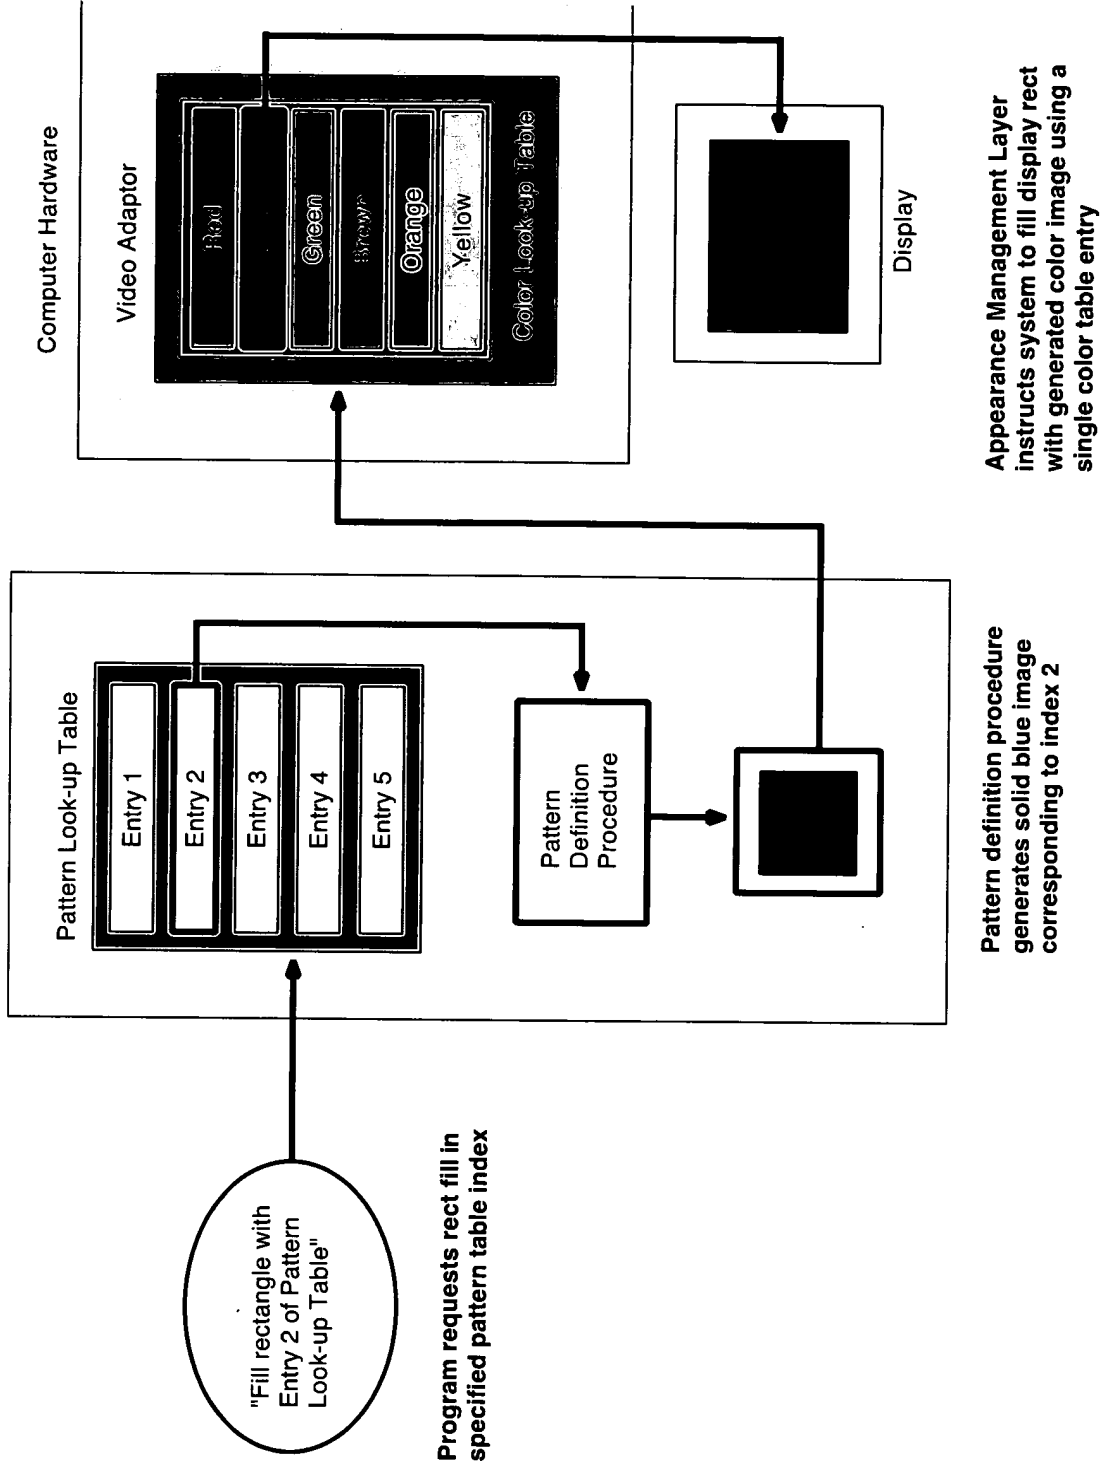 "Fill rectangle with
Entry 2 of Pattern
Look-up Table"
Program requests rect fill in
specified pattern table index
Pattern Look-up Table
Entry 1
Entry 2
Entry 3
Entry 4
Entry 5
Pattern
Definition
Procedure
Pattern definition procedure
generates solid blue image
corresponding to index 2
Computer Hardware
Video Adaptor
Red
Green
Brown
Orange
Yellow
Color Look-up Table
Display
Appearance Management Layer
instructs system to fill display rect
with generated color image using a
single color table entry